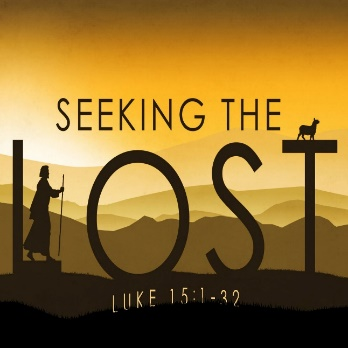 SEEKING THE
LOST
LUKE 15:1-32